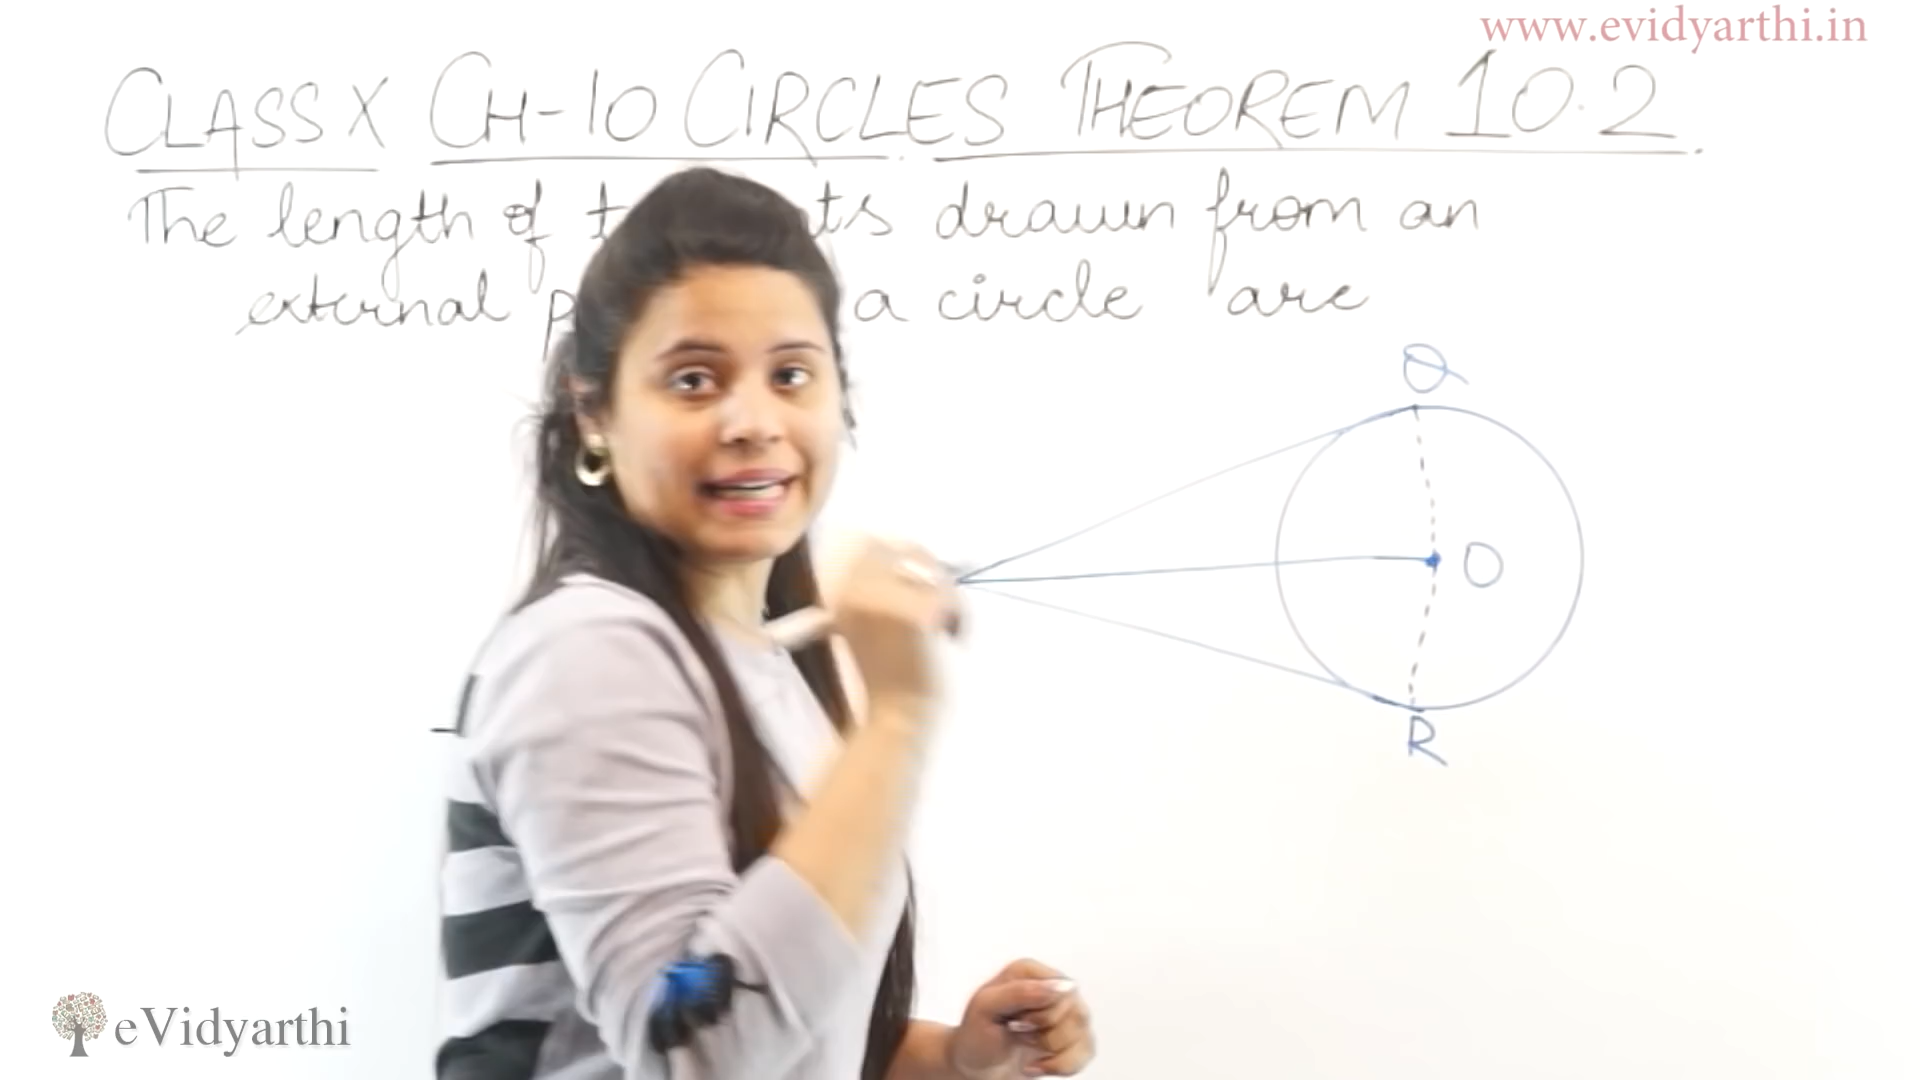 www.evidyarthi.in
CLASS X CH-10 CIRCLES THEOREM 10.2
The length of drawn from an
external a circle are
Q
O
R
eVidyarthi